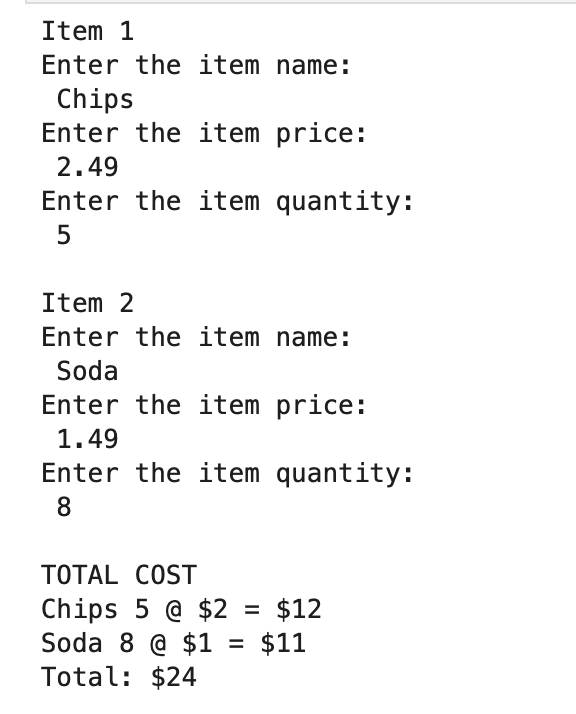 Item 1
Enter the item name:
Chips
Enter the item price:
2.49
Enter the item quantity:
5
Item 2
Enter the item name:
Soda
Enter the item price:
1.49
Enter the item quantity:
8
TOTAL COST
Chips 5 @ $2 = $12
Soda 8 @ $1 = $11
Total: $24